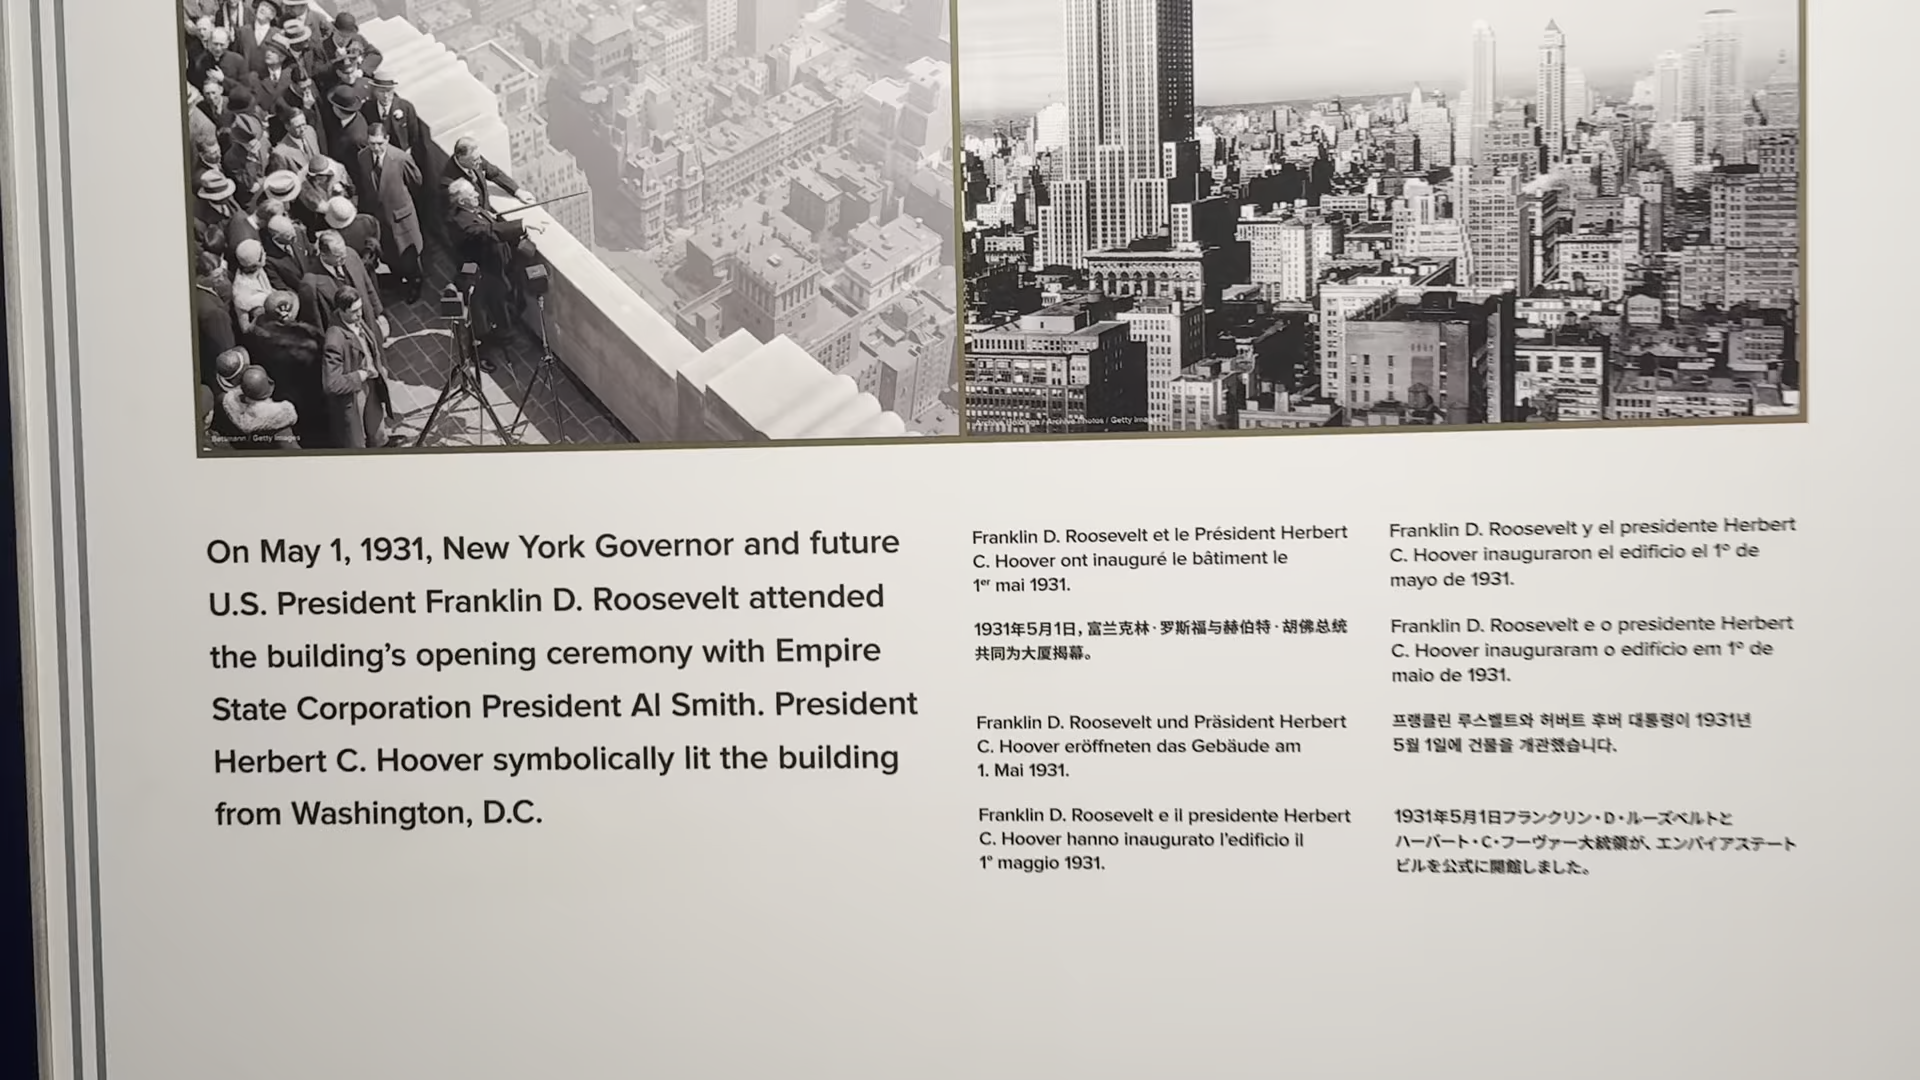 Bettmann / Getty Images
Archive Holdings / Archive Photos / Getty Images
On May 1, 1931, New York Governor and future
U.S. President Franklin D. Roosevelt attended
the building’s opening ceremony with Empire
State Corporation President Al Smith. President
Herbert C. Hoover symbolically lit the building
from Washington, D.C.
Franklin D. Roosevelt et le Président Herbert
C. Hoover ont inauguré le bâtiment le
1er mai 1931.
1931年5月1日, 富兰克林·罗斯福与赫伯特·胡佛总统
共同为大厦揭幕。
Franklin D. Roosevelt und Präsident Herbert
C. Hoover eröffneten das Gebäude am
1. Mai 1931.
Franklin D. Roosevelt e il presidente Herbert
C. Hoover hanno inaugurato l’edificio il
1° maggio 1931.
Franklin D. Roosevelt y el presidente Herbert
C. Hoover inauguraron el edificio el 1° de
mayo de 1931.
Franklin D. Roosevelt e o presidente Herbert
C. Hoover inauguraram o edifício em 1° de
maio de 1931.
프랭클린 루스벨트와 허버트 후버 대통령이 1931년
5월 1일에 건물을 개관했습니다.
1931年5月1日フランクリン・D・ルーズベルトと
ハーバート・C・フーヴァー大統領が、エンパイアステート
ビルを公式に開館しました。